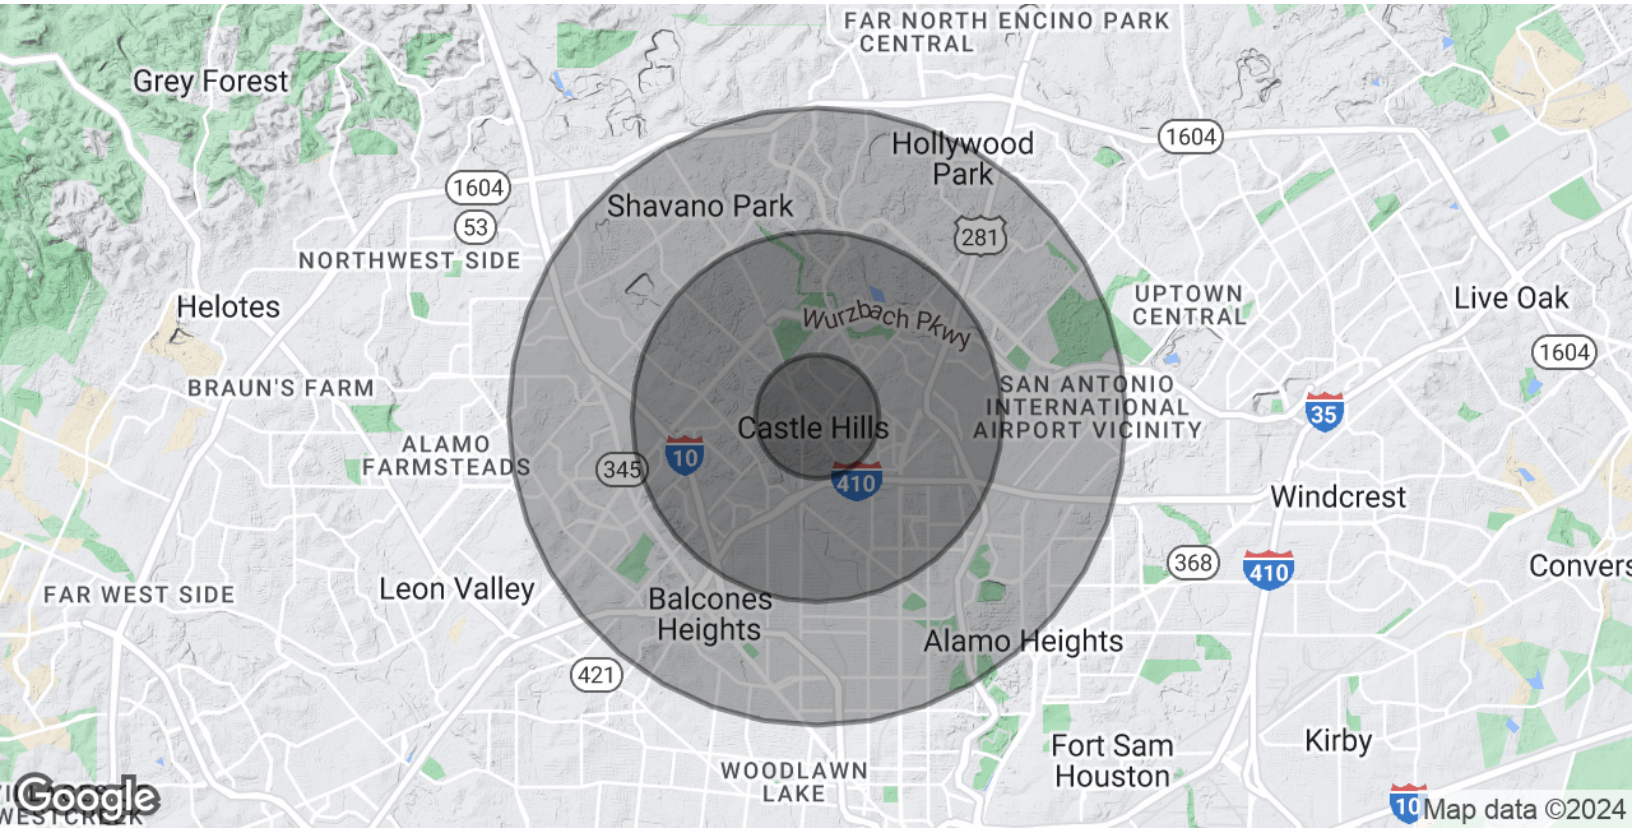 FAR NORTH
CENTRAL
ENCINO PARK
Grey Forest
Hollywood
Park
1604
1604
Shavano Park
53
281
NORTHWEST SIDE
Helotes
UPTOWN
CENTRAL
Live Oak
Wurzbach Pkwy
1604
BRAUN'S FARM
SAN ANTONIO
INTERNATIONAL
AIRPORT VICINITY
35
Castle Hills
ALAMO
FARMSTEADS
10
345
410
Windcrest
368
410
Convers
Leon Valley
FAR WEST SIDE
Balcones
Heights
Alamo Heights
421
Fort Sam
Houston
Kirby
WOODLAWN
LAKE
Google
WESTCREEK
10
Map data ©2024